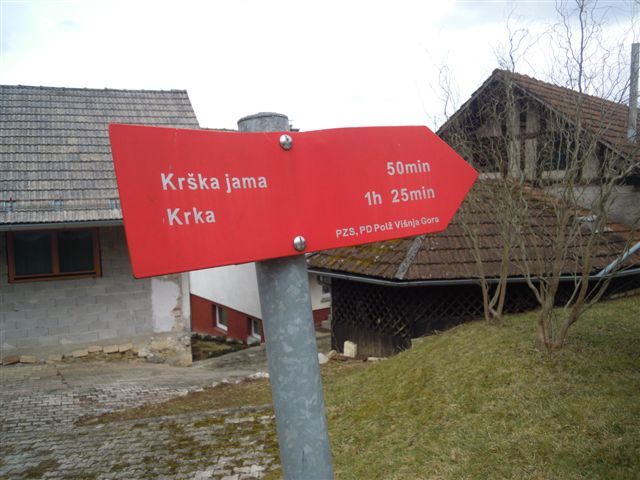 Krška jama 50min
Krka 1h 25min
PZS, PD Polž Višnja Gora